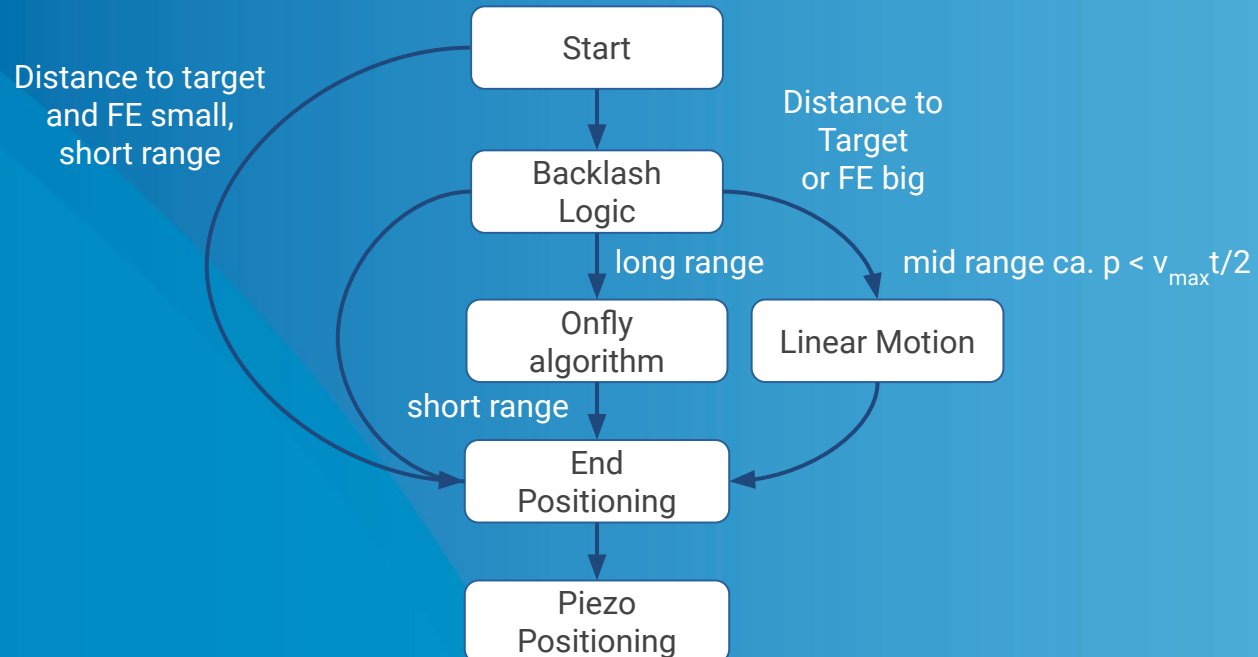 Start
Distance to target
and FE small,
short range
Distance to
Target
or FE big
Backlash
Logic
long range
mid range ca. p < vmaxt/2
Onfly
algorithm
Linear Motion
short range
End
Positioning
Piezo
Positioning